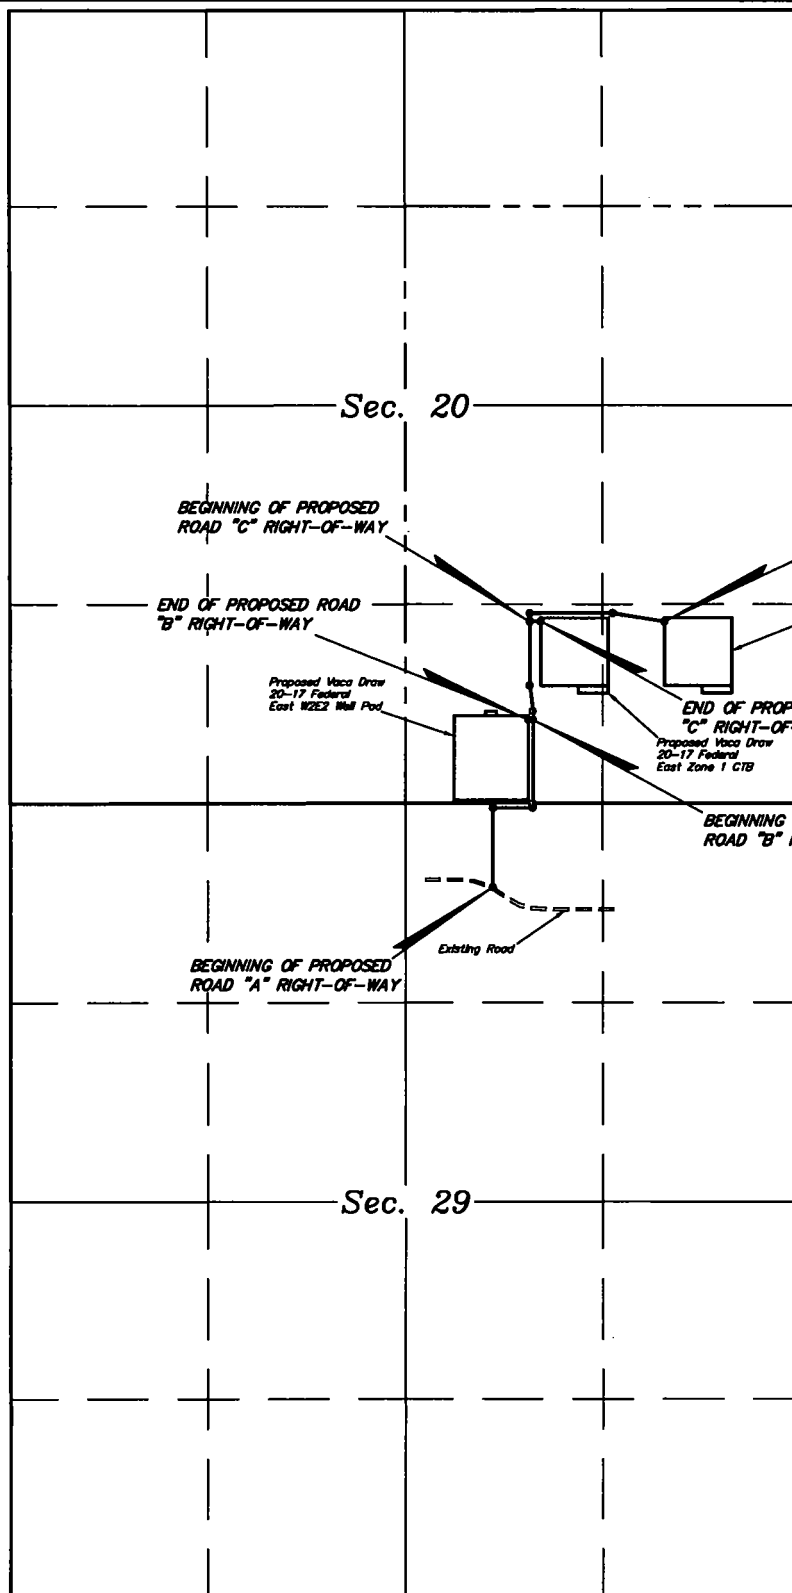 Sec. 20
BEGINNING OF PROPOSED
ROAD "C" RIGHT-OF-WAY
END OF PROPOSED ROAD
"B" RIGHT-OF-WAY
Proposed Vaca Draw
20-17 Federal
East W2E2 Well Pad
END OF PROP
"C" RIGHT-OF-
Proposed Vaca Draw
20-17 Federal
East Zone 1 CTB
BEGINNING
ROAD "B"
Existing Road
BEGINNING OF PROPOSED
ROAD "A" RIGHT-OF-WAY
Sec. 29